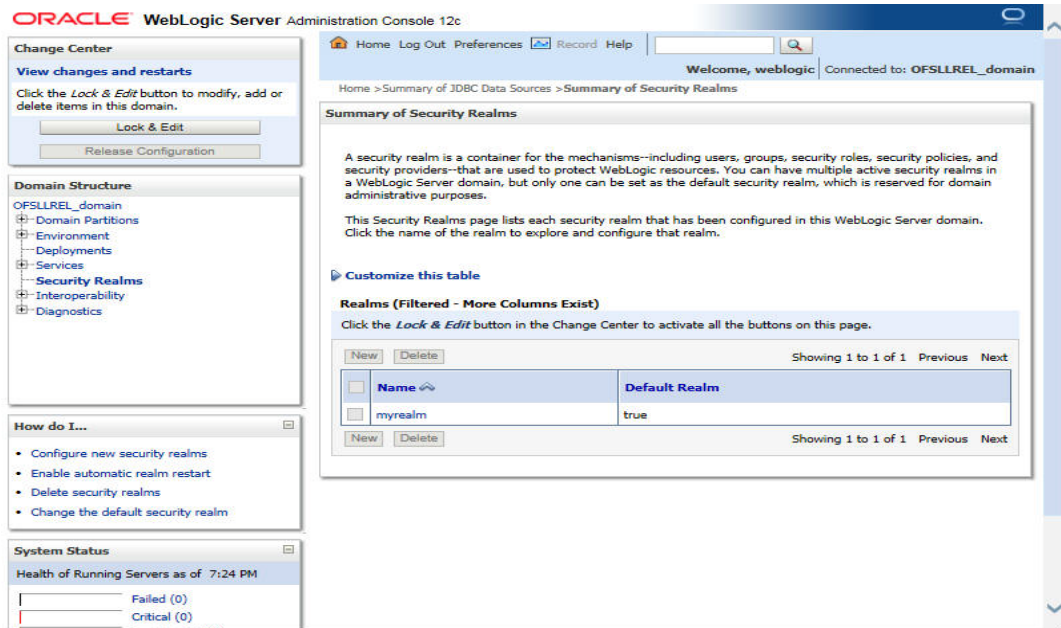 ORACLE WebLogic Server Administration Console 12c
Change Center
View changes and restarts
Click the Lock & Edit button to modify, add or
delete items in this domain.
Lock & Edit
Release Configuration
Domain Structure
OFSLLREL_domain
Domain Partitions
Environment
Deployments
Services
Security Realms
Interoperability
Diagnostics
How do I...
Configure new security realms
Enable automatic realm restart
Delete security realms
Change the default security realm
System Status
Health of Running Servers as of 7:24 PM
Failed (0)
Critical (0)
Home Log Out Preferences Record Help
Welcome, weblogic Connected to: OFSLLREL_domain
Home >Summary of JDBC Data Sources >Summary of Security Realms
Summary of Security Realms
A security realm is a container for the mechanisms--including users, groups, security roles, security policies, and
security providers--that are used to protect WebLogic resources. You can have multiple active security realms in
a WebLogic Server domain, but only one can be set as the default security realm, which is reserved for domain
administrative purposes.
This Security Realms page lists each security realm that has been configured in this WebLogic Server domain.
Click the name of the realm to explore and configure that realm.
Customize this table
Realms (Filtered - More Columns Exist)
Click the Lock & Edit button in the Change Center to activate all the buttons on this page.
New Delete Showing 1 to 1 of 1 Previous Next
Name Default Realm
myrealm true
New Delete Showing 1 to 1 of 1 Previous Next